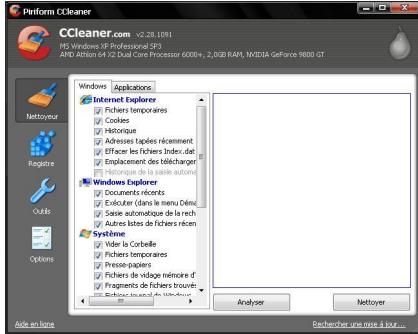 Piriform CCleaner
CCleaner.com v2.28.1091
MS Windows XP Professional SP3
AMD Athlon 64 X2 Dual Core Processor 6000+, 2,0GB RAM, NVIDIA GeForce 9800 GT
Nettoyeur
Registre
Outils
Options
Windows Applications
Internet Explorer
Fichiers temporaires
Cookies
Historique
Adresses tapées récemment
Effacer les fichiers Index.dat
Emplacement des télécharger
Historique de la saisie automa
Windows Explorer
Documents récents
Exécuter (dans le menu Déma
Saisie automatique de la rech
Autres listes de fichiers récen
Système
Vider la Corbeille
Fichiers temporaires
Presse-papiers
Fichiers de vidage mémoire d'
Fragments de fichiers trouvés
Fichiers journal de Windows
Analyser Nettoyer
Aide en ligne Rechercher une mise à jour...